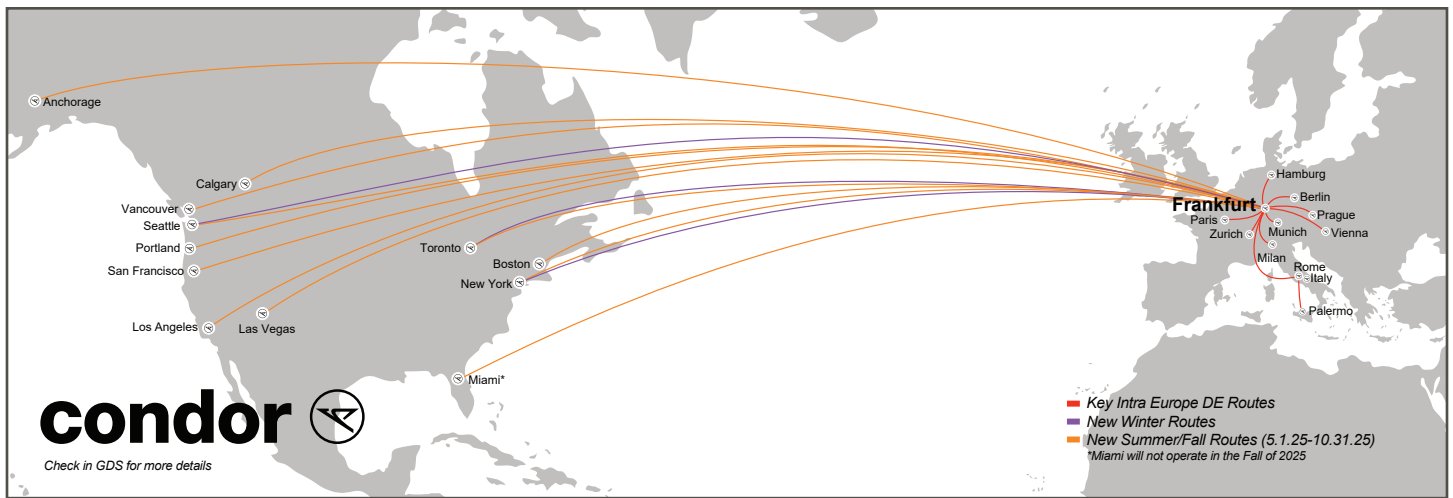 Anchorage
Calgary
Vancouver
Seattle
Portland
San Francisco
Los Angeles
Las Vegas
Toronto
Boston
New York
Miami*
Hamburg
Berlin
Frankfurt
Prague
Paris
Vienna
Zurich
Munich
Milan
Rome
Italy
Palermo
condor
Check in GDS for more details
Key Intra Europe DE Routes
New Winter Routes
New Summer/Fall Routes (5.1.25-10.31.25)
*Miami will not operate in the Fall of 2025